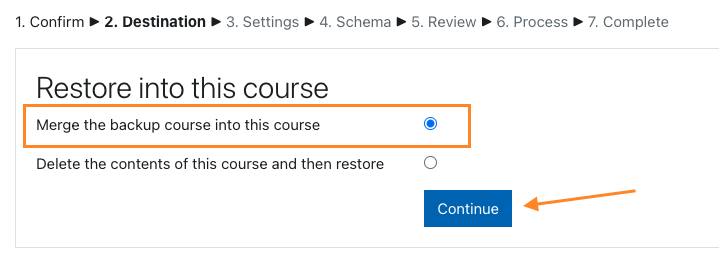 1. Confirm ► 2. Destination ► 3. Settings ► 4. Schema ► 5. Review ► 6. Process ► 7. Complete
Restore into this course
Merge the backup course into this course
Delete the contents of this course and then restore
Continue